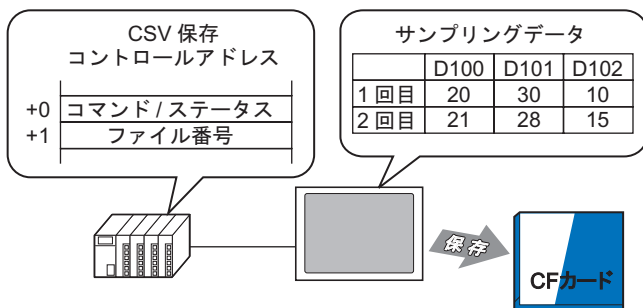 CSV 保存
コントロールアドレス
+0 コマンド / ステータス
+1 ファイル番号
サンプリングデータ
D100 D101 D102
1 回目 20 30 10
2 回目 21 28 15
保存
CFカード